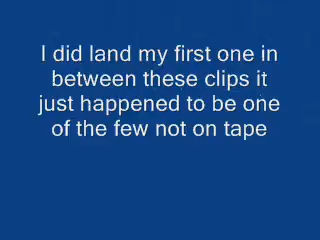 I did land my first one in
between these clips it
just happened to be one
of the few not on tape